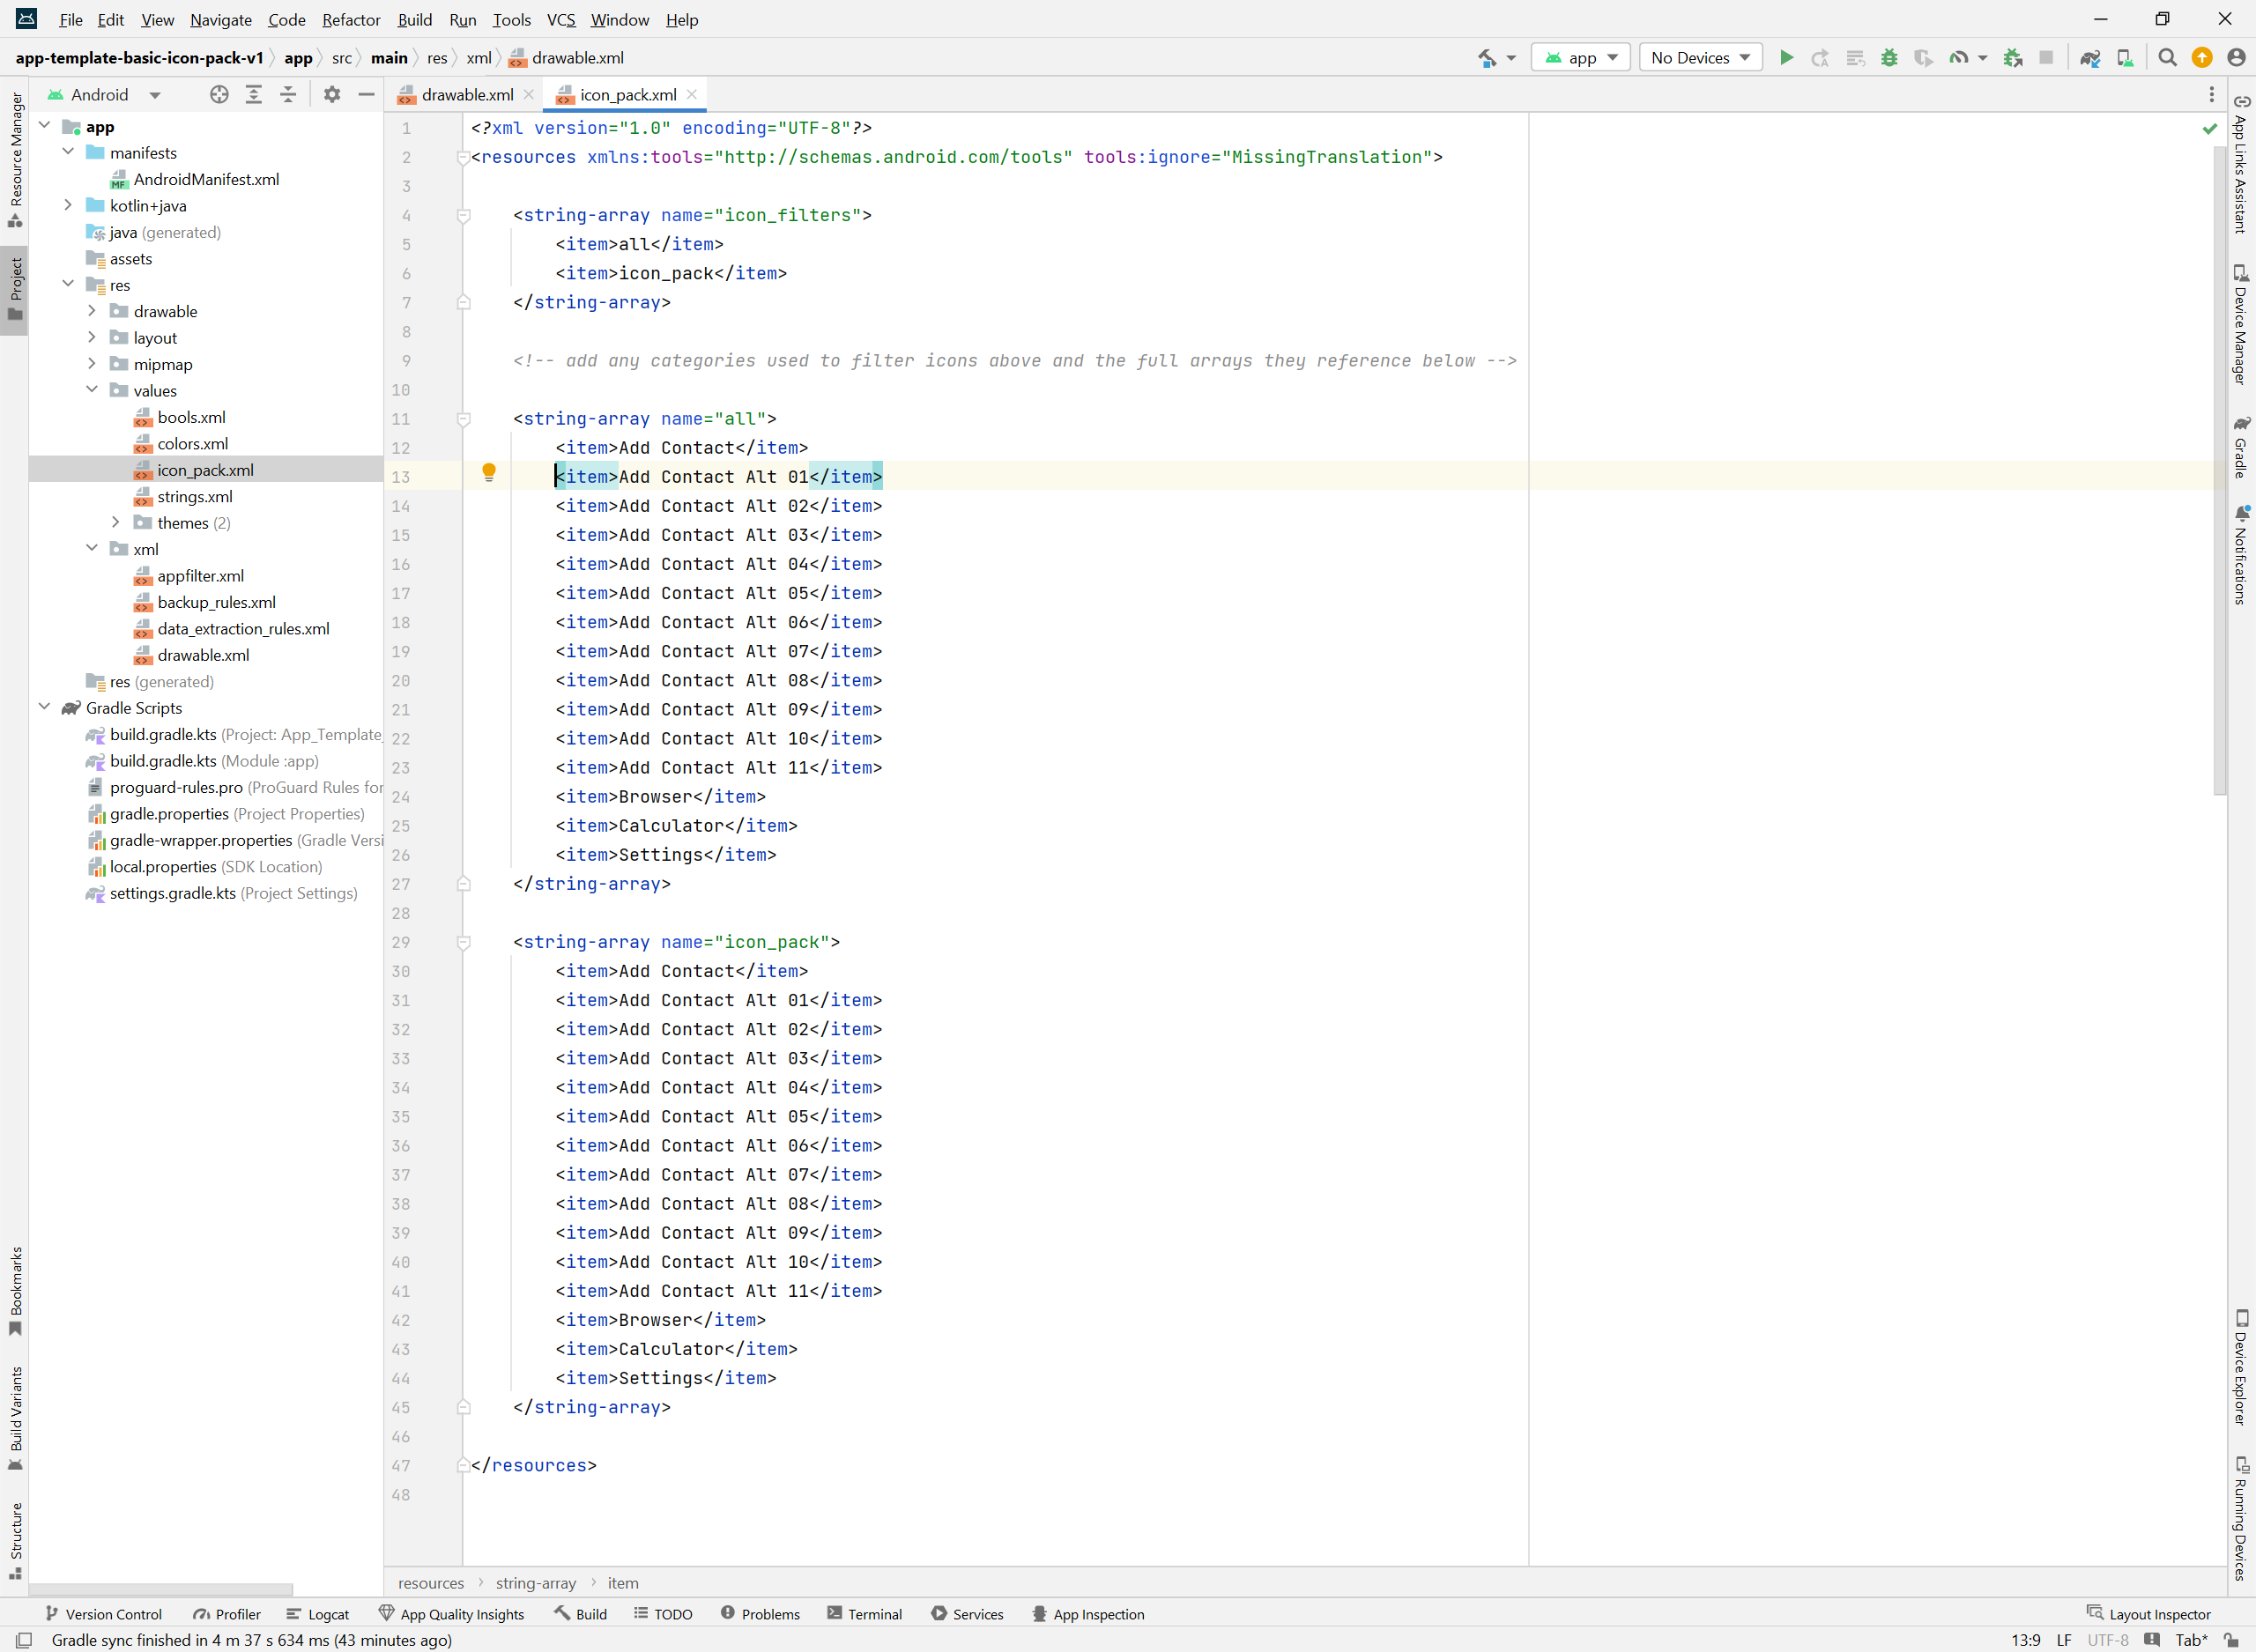 File Edit View Navigate Code Refactor Build Run Tools VCS Window Help
app-template-basic-icon-pack-v1 app src main res xml drawable.xml app No Devices
Android
drawable.xml icon_pack.xml
Resource Manager
Project
Bookmarks
Build Variants
Structure
app
manifests
MF AndroidManifest.xml
kotlin+java
java (generated)
assets
res
drawable
layout
mipmap
values
bools.xml
colors.xml
icon_pack.xml
strings.xml
themes (2)
xml
appfilter.xml
backup_rules.xml
data_extraction_rules.xml
drawable.xml
res (generated)
Gradle Scripts
build.gradle.kts (Project: App_Template_
build.gradle.kts (Module :app)
proguard-rules.pro (ProGuard Rules for
gradle.properties (Project Properties)
gradle-wrapper.properties (Gradle Versi
local.properties (SDK Location)
settings.gradle.kts (Project Settings)
1 <?xml version="1.0" encoding="UTF-8"?>
2 <resources xmlns:tools="http://schemas.android.com/tools" tools:ignore="MissingTranslation">
3
4 <string-array name="icon_filters">
5 <item>all</item>
6 <item>icon_pack</item>
7 </string-array>
8
9 <!-- add any categories used to filter icons above and the full arrays they reference below -->
10
11 <string-array name="all">
12 <item>Add Contact</item>
13 <item>Add Contact Alt 01</item>
14 <item>Add Contact Alt 02</item>
15 <item>Add Contact Alt 03</item>
16 <item>Add Contact Alt 04</item>
17 <item>Add Contact Alt 05</item>
18 <item>Add Contact Alt 06</item>
19 <item>Add Contact Alt 07</item>
20 <item>Add Contact Alt 08</item>
21 <item>Add Contact Alt 09</item>
22 <item>Add Contact Alt 10</item>
23 <item>Add Contact Alt 11</item>
24 <item>Browser</item>
25 <item>Calculator</item>
26 <item>Settings</item>
27 </string-array>
28
29 <string-array name="icon_pack">
30 <item>Add Contact</item>
31 <item>Add Contact Alt 01</item>
32 <item>Add Contact Alt 02</item>
33 <item>Add Contact Alt 03</item>
34 <item>Add Contact Alt 04</item>
35 <item>Add Contact Alt 05</item>
36 <item>Add Contact Alt 06</item>
37 <item>Add Contact Alt 07</item>
38 <item>Add Contact Alt 08</item>
39 <item>Add Contact Alt 09</item>
40 <item>Add Contact Alt 10</item>
41 <item>Add Contact Alt 11</item>
42 <item>Browser</item>
43 <item>Calculator</item>
44 <item>Settings</item>
45 </string-array>
46
47 </resources>
48
App Links Assistant
Device Manager
Gradle
Notifications
Device Explorer
Running Devices
resources string-array item
Version Control Profiler Logcat App Quality Insights Build TODO Problems Terminal Services App Inspection Layout Inspector
Gradle sync finished in 4 m 37 s 634 ms (43 minutes ago) 13:9 LF UTF-8 Tab*